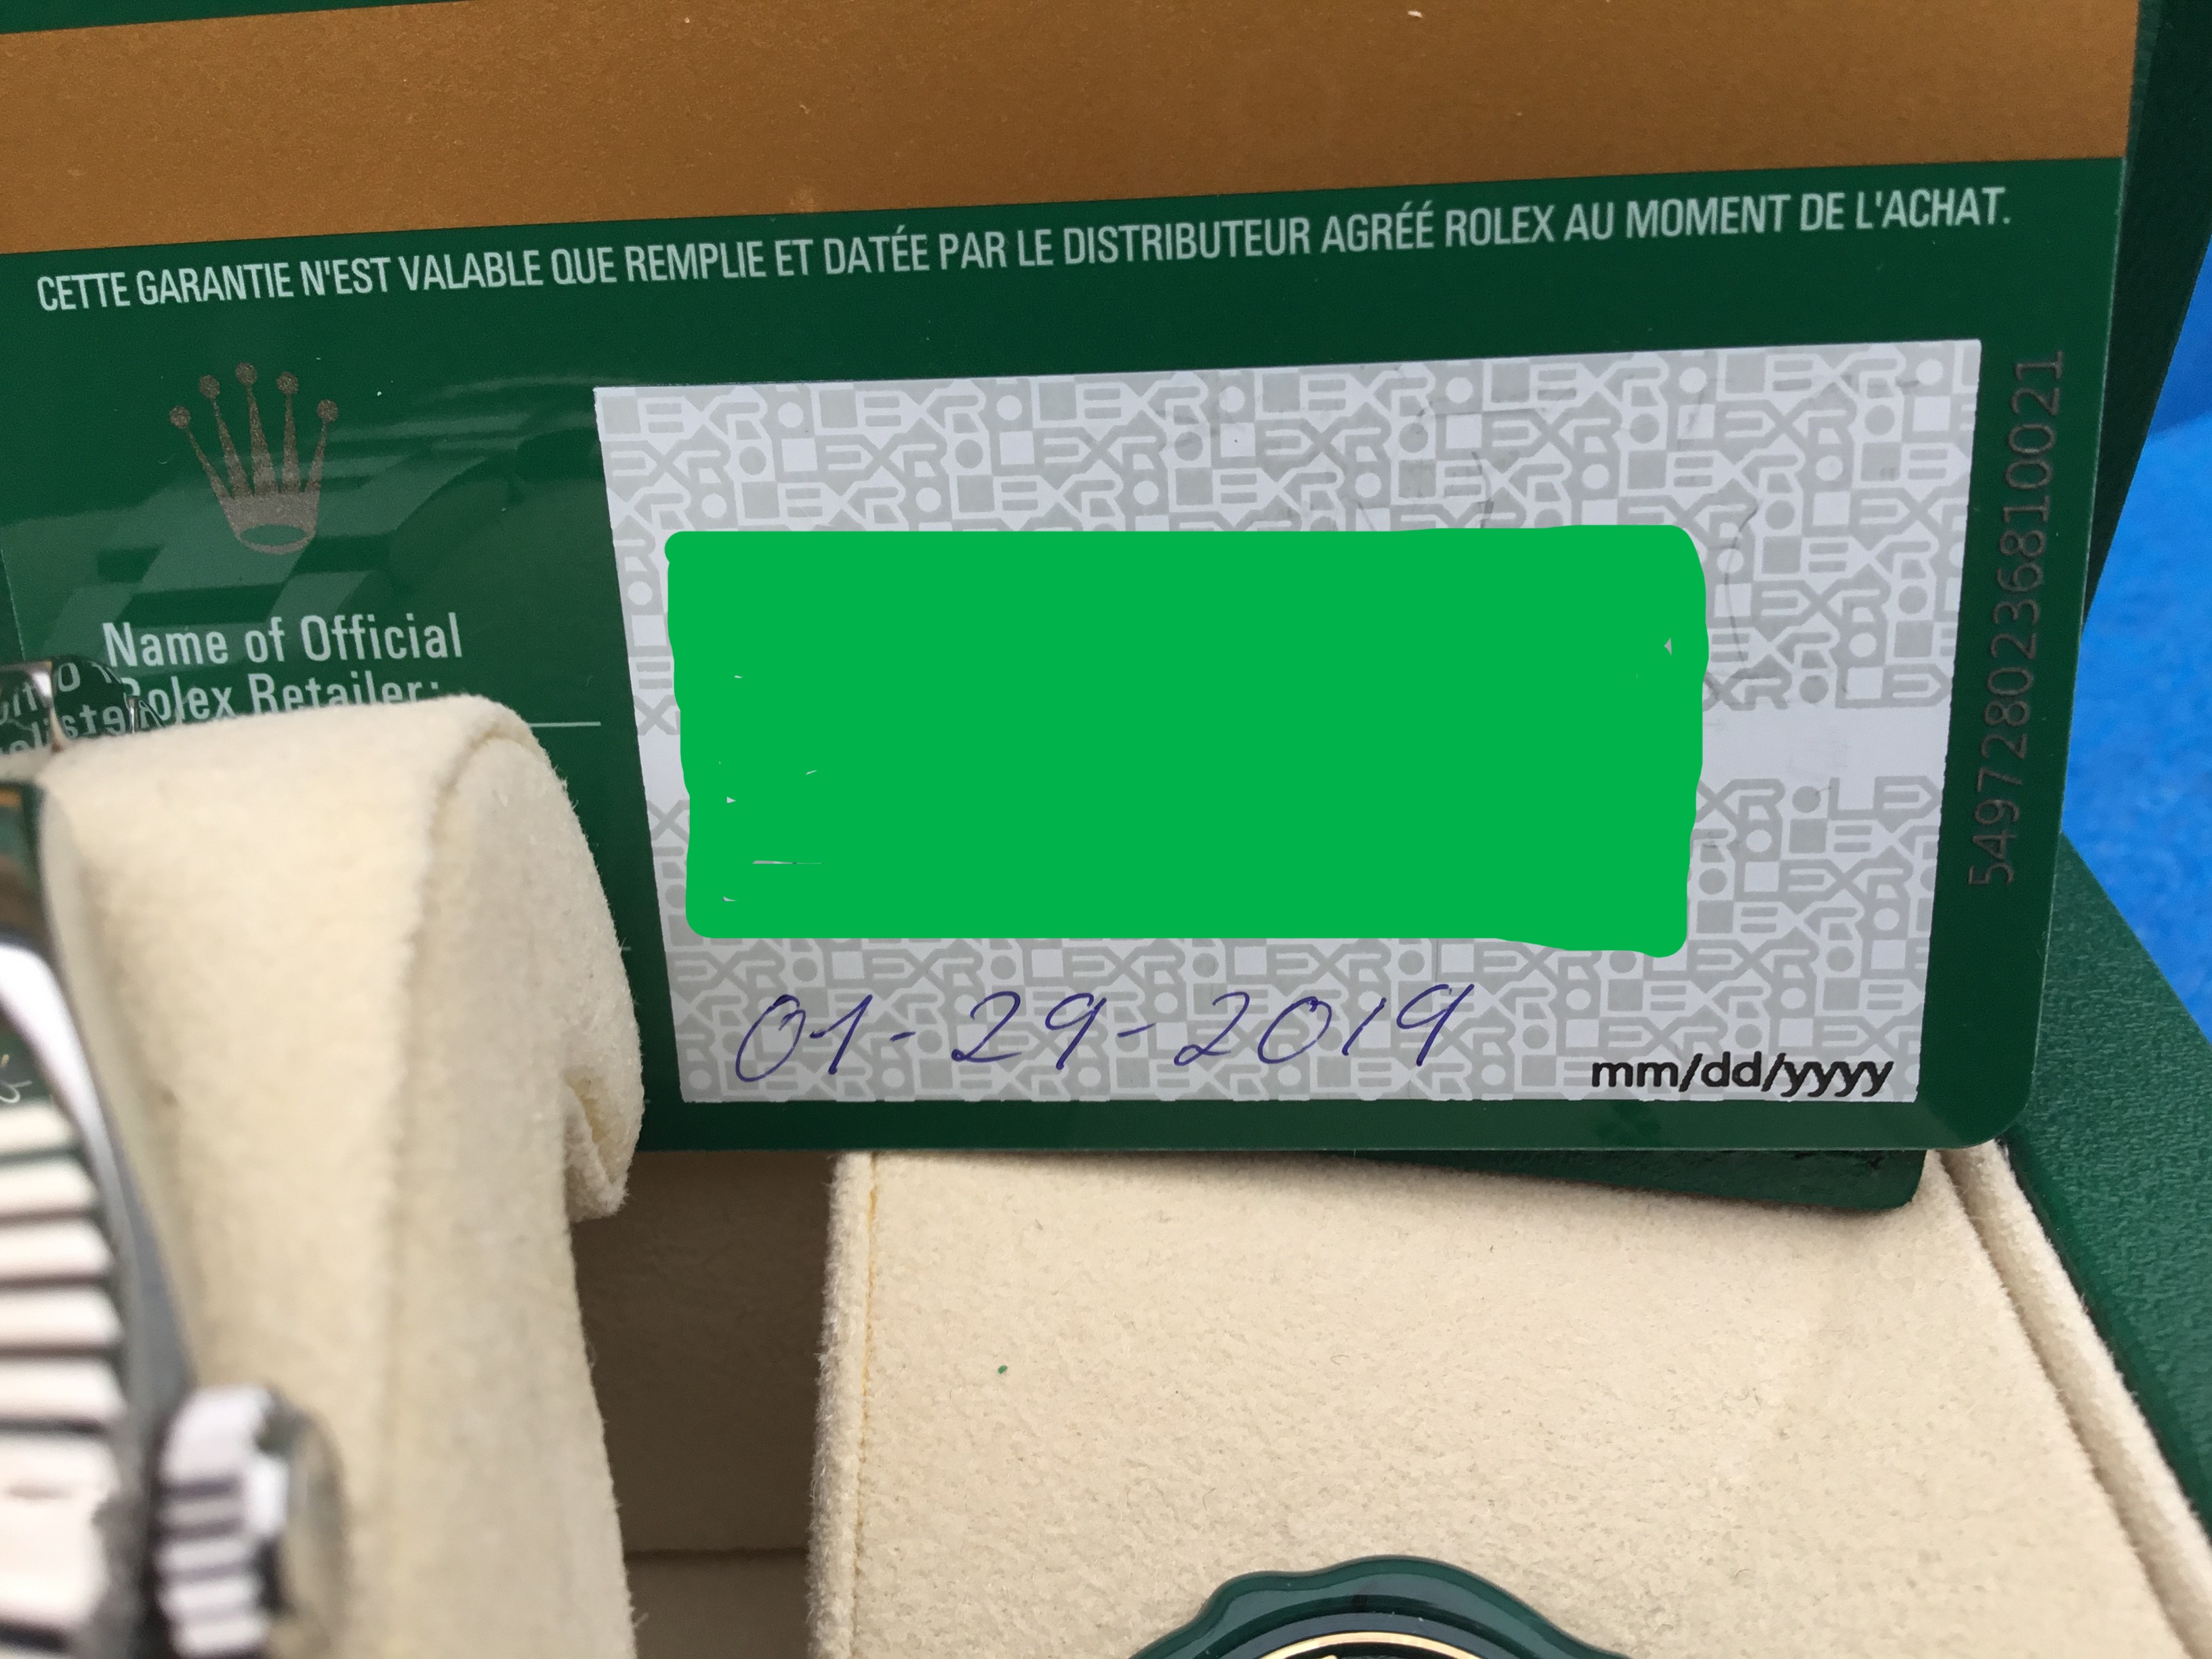 CETTE GARANTIE N'EST VALABLE QUE REMPLIE ET DATÉE PAR LE DISTRIBUTEUR AGRÉÉ ROLEX AU MOMENT DE L'ACHAT.
Name of Official
Rolex Retailer:
01-29-2019
mm/dd/yyyy
5497280236810021